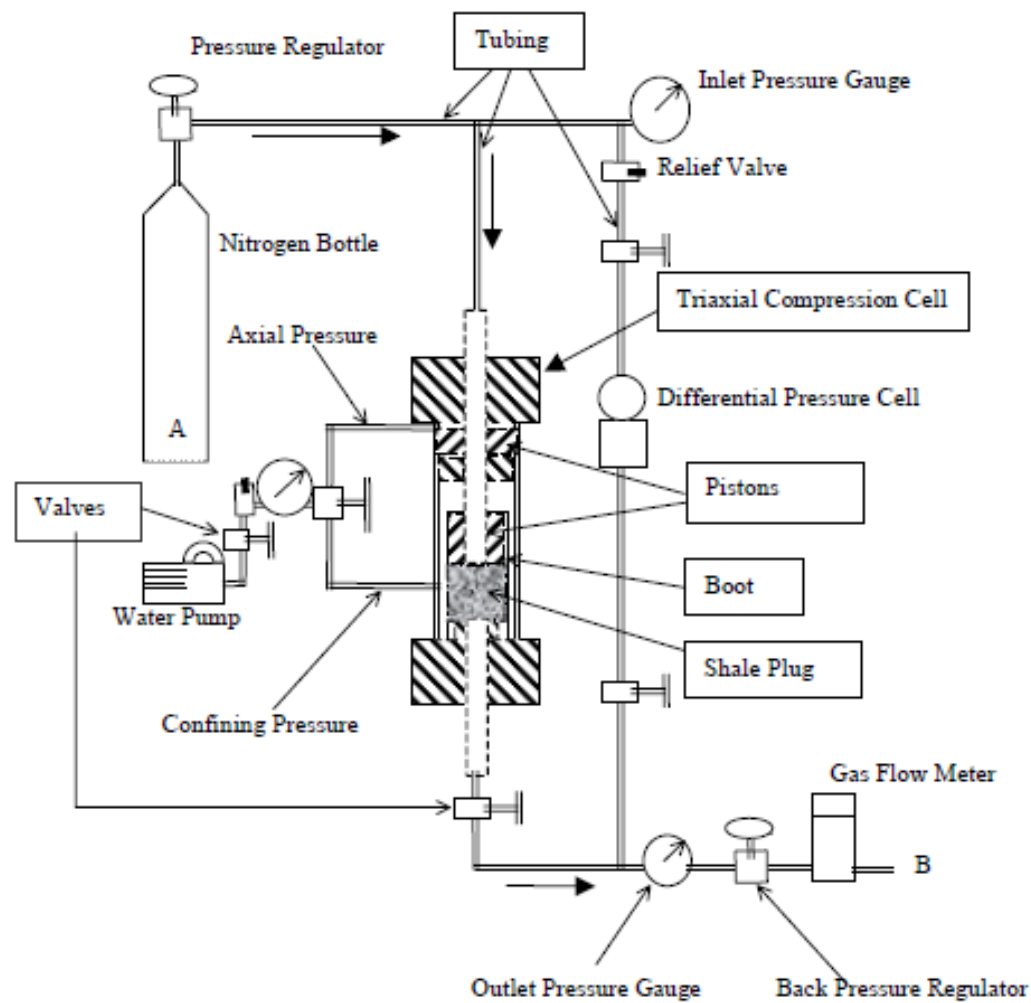 Tubing
Pressure Regulator
Inlet Pressure Gauge
Relief Valve
Nitrogen Bottle
Triaxial Compression Cell
Axial Pressure
Differential Pressure Cell
A
Pistons
Valves
Boot
Water Pump
Shale Plug
Confining Pressure
Gas Flow Meter
B
Outlet Pressure Gauge
Back Pressure Regulator